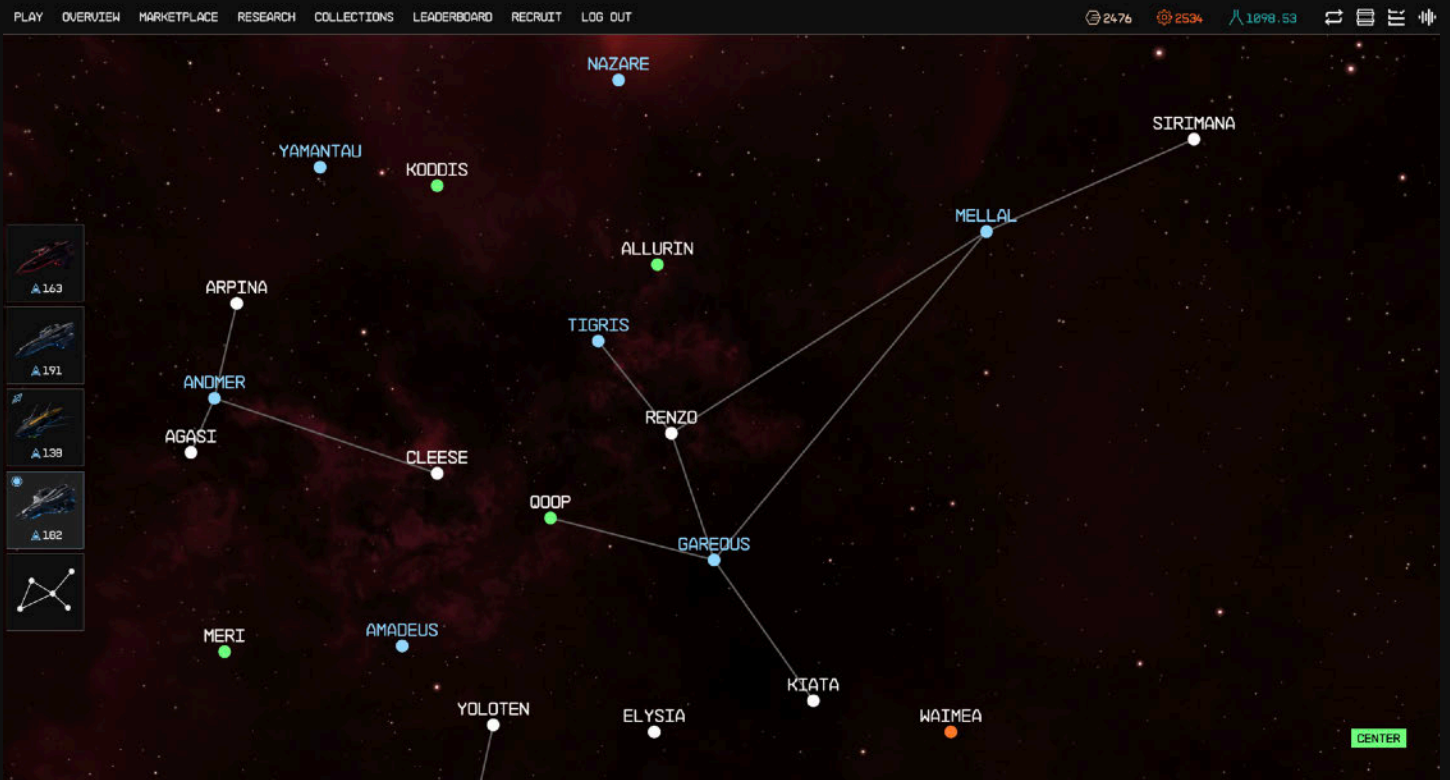 PLAY OVERVIEW MARKETPLACE RESEARCH COLLECTIONS LEADERBOARD RECRUIT LOG OUT 2476 2534 1098.53
NAZARE
SIRIMANA
YAMANTAU
KODDIS
MELLAL
ALLURIN
163
ARPINA
TIGRIS
191
ANDMER
RENZO
AGASI
138
CLEESE
QOOP
182
GAREOUS
AMADEUS
MERI
KIATA
YOLOTEN
ELYSIA
WAIMEA
CENTER